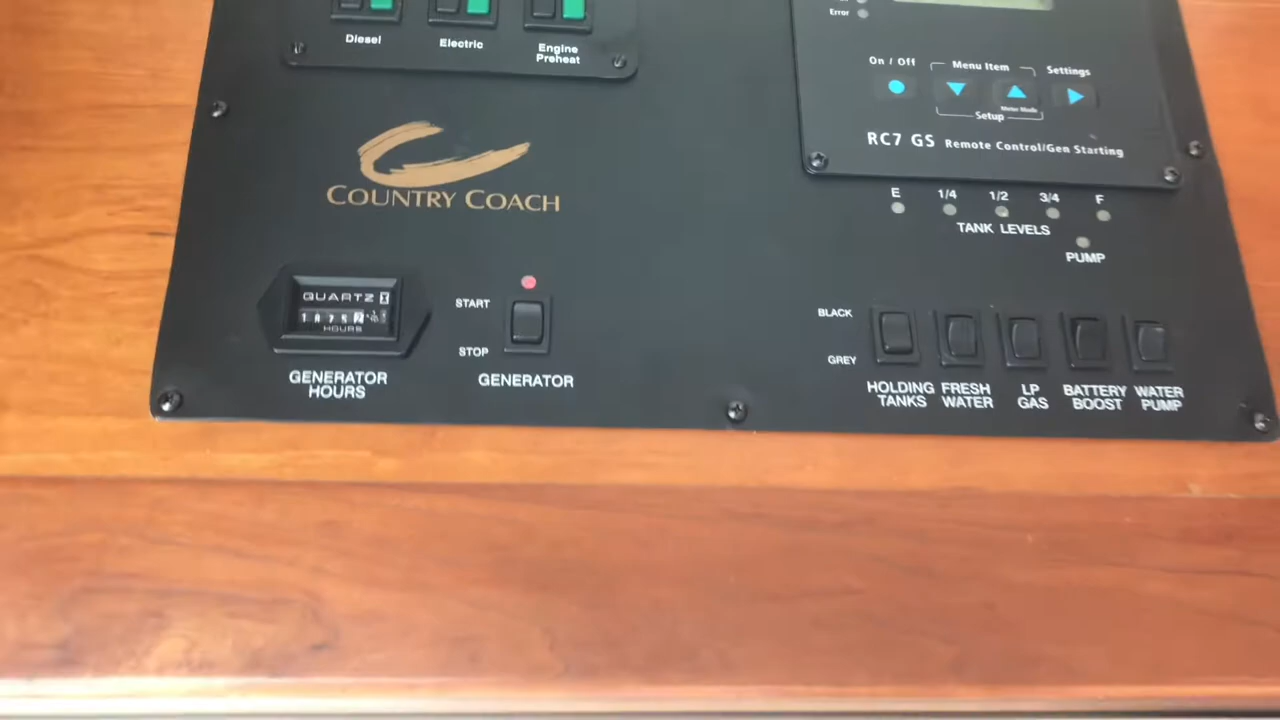 Diesel
Electric
Engine
Preheat
Error
On / Off
Menu Item
Settings
Meter Mode
Setup
RC7 GS Remote Control/Gen Starting
COUNTRY COACH
E 1/4 1/2 3/4 F
TANK LEVELS
PUMP
QUARTZ
HOURS
GENERATOR
HOURS
START
STOP
GENERATOR
BLACK
GREY
HOLDING
TANKS
FRESH
WATER
LP
GAS
BATTERY
BOOST
WATER
PUMP